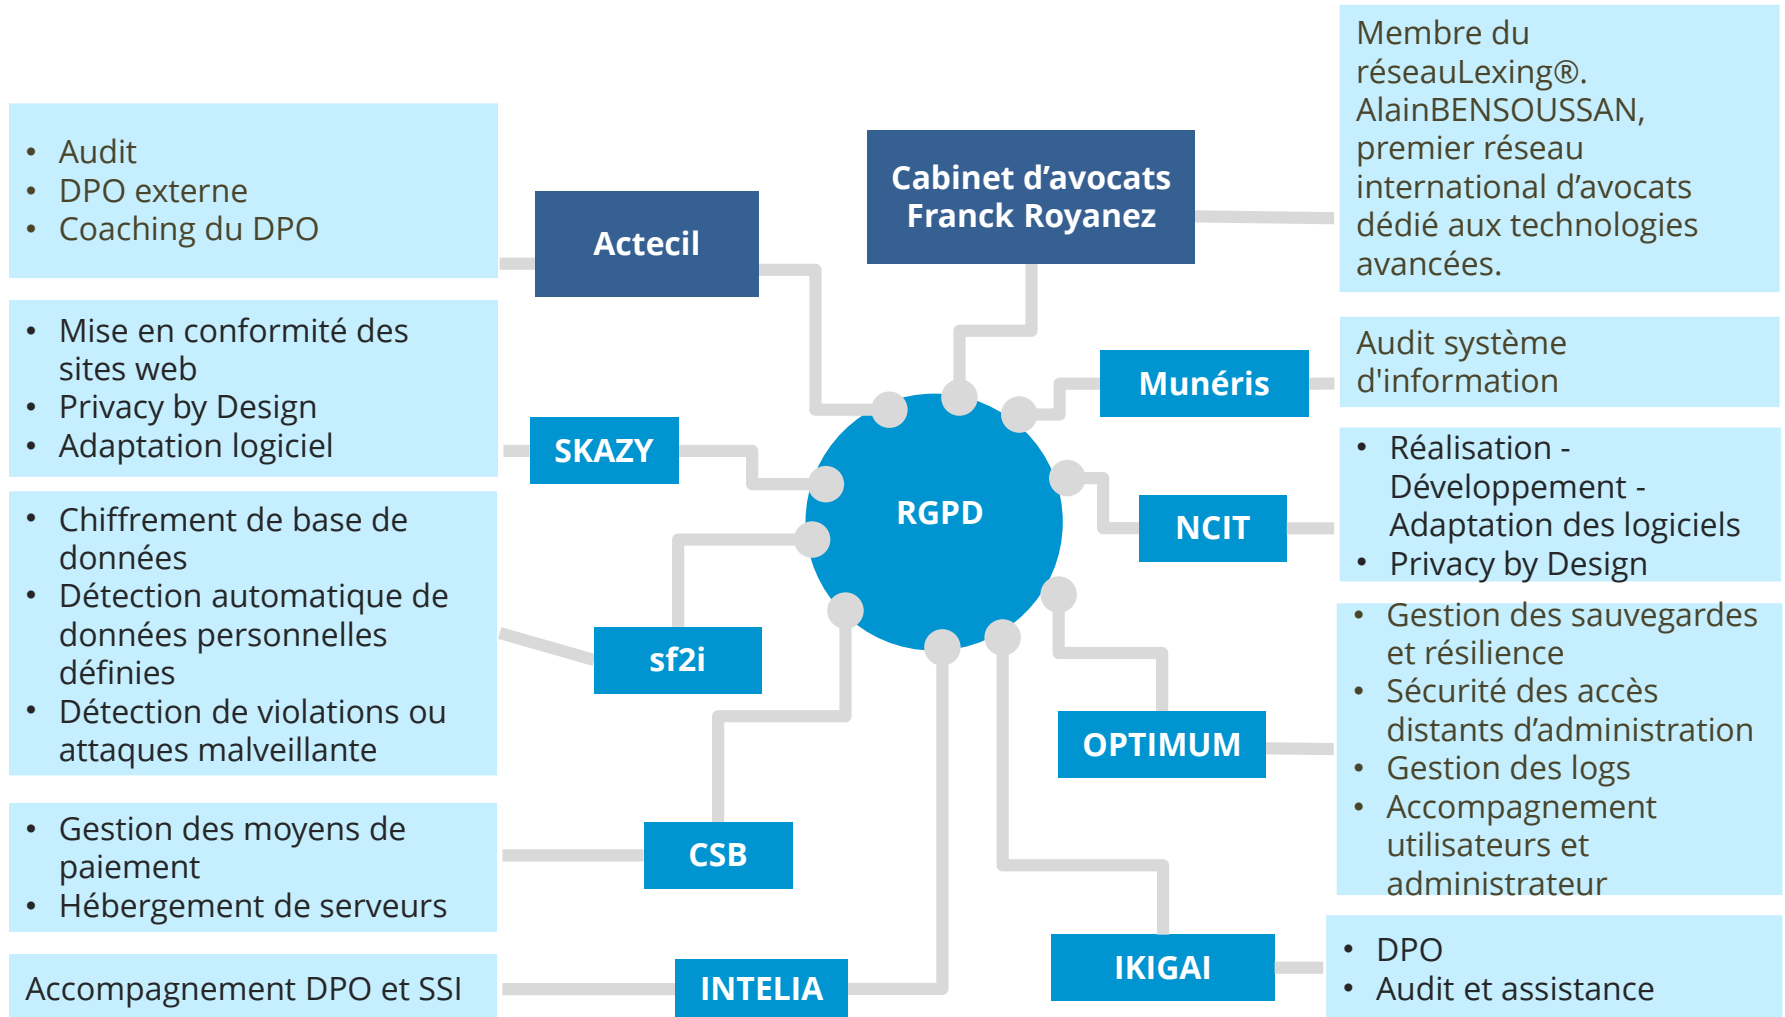 • Audit
• DPO externe
• Coaching du DPO
Actecil
• Mise en conformité des
sites web
• Privacy by Design
• Adaptation logiciel
SKAZY
• Chiffrement de base de
données
• Détection automatique de
données personnelles
définies
• Détection de violations ou
attaques malveillante
sf2i
• Gestion des moyens de
paiement
• Hébergement de serveurs
CSB
Accompagnement DPO et SSI
INTELIA
RGPD
Cabinet d’avocats
Franck Royanez
Membre du
réseauLexing®.
AlainBENSOUSSAN,
premier réseau
international d’avocats
dédié aux technologies
avancées.
Munéris
Audit système
d'information
NCIT
• Réalisation -
Développement -
Adaptation des logiciels
• Privacy by Design
OPTIMUM
• Gestion des sauvegardes
et résilience
• Sécurité des accès
distants d’administration
• Gestion des logs
• Accompagnement
utilisateurs et
administrateur
IKIGAI
• DPO
• Audit et assistance